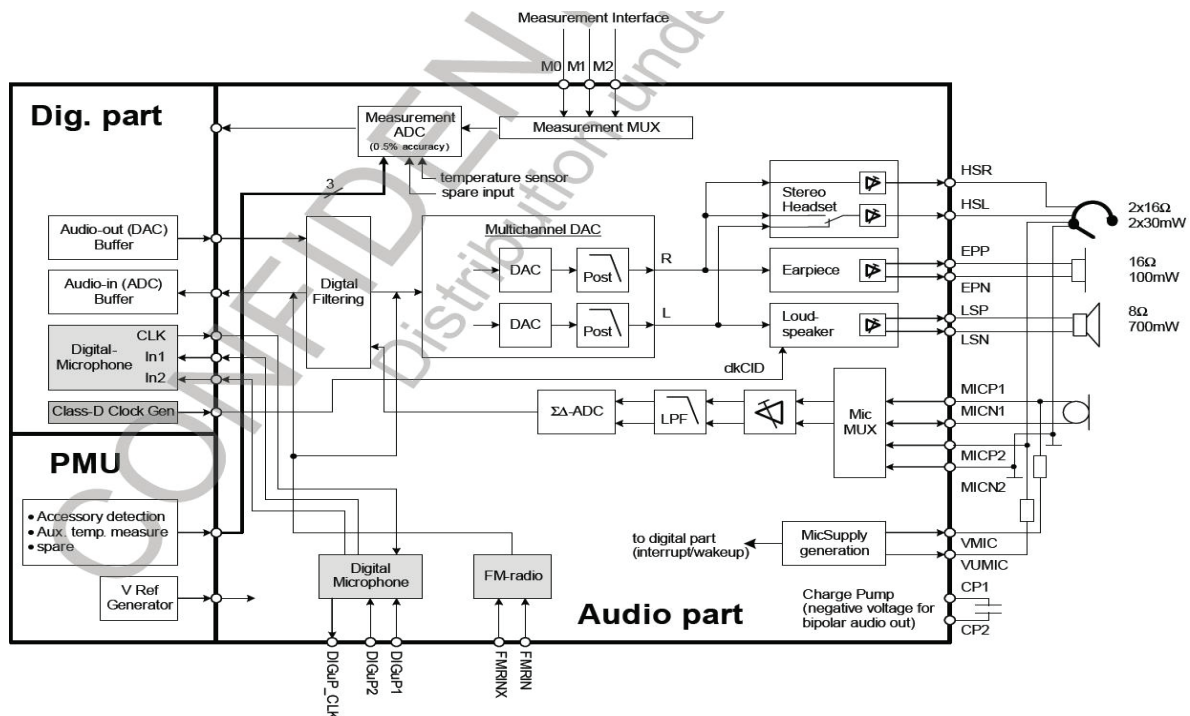 CONFIDEN
Distribution unde
Measurement Interface
M0 M1 M2
Dig. part
Measurement
ADC
(0.5% accuracy)
Measurement MUX
temperature sensor
spare input
3
Audio-out (DAC)
Buffer
Audio-in (ADC)
Buffer
Digital-
Microphone
CLK
In1
In2
Class-D Clock Gen
Digtal
Filtering
Multichannel DAC
DAC
Post
R
DAC
Post
L
Stereo
Headset
Earpiece
Loud-
speaker
clkCID
HSR
HSL
EPP
EPN
LSP
LSN
2x16Ω
2x30mW
16Ω
100mW
8Ω
700mW
ΣΔ-ADC
LPF
Mic
MUX
MICP1
MICN1
MICP2
MICN2
PMU
• Accessory detection
• Aux. temp. measure
• spare
V Ref
Generator
Digital
Microphone
FM-radio
to digital part
(interrupt/wakeup)
MicSupply
generation
VMIC
VUMIC
Charge Pump
(negative voltage for
bipolar audio out)
CP1
CP2
Audio part
DIGuP_CLK
DIGuP2
DIGuP1
FMRINX
FMRIN